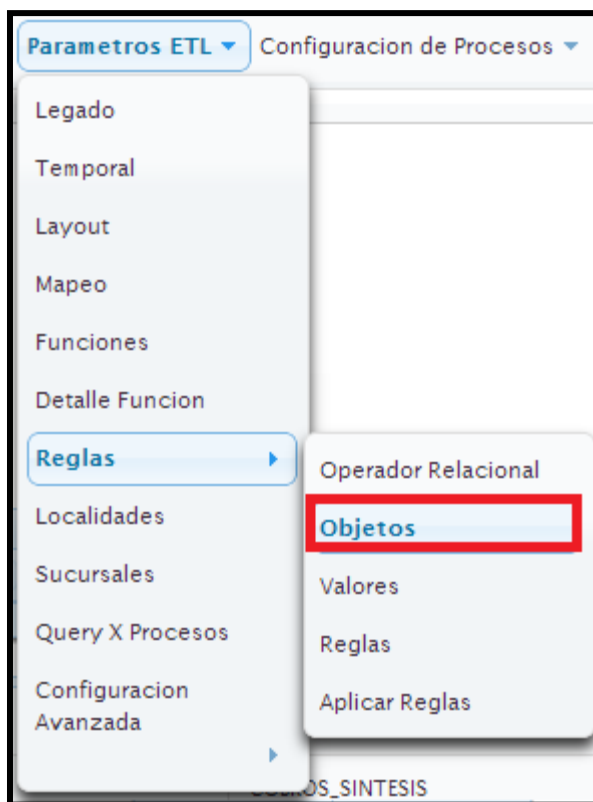 Parametros ETL Configuracion de Procesos
Legado
Temporal
Layout
Mapeo
Funciones
Detalle Funcion
Reglas
Operador Relacional
Localidades
Objetos
Sucursales
Valores
Query X Procesos
Reglas
Configuracion
Avanzada
Aplicar Reglas